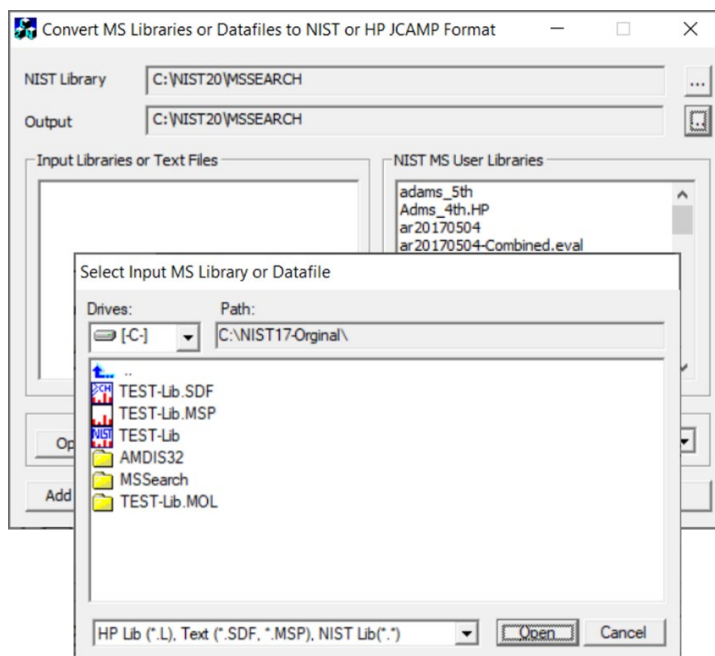 Convert MS Libraries or Datafiles to NIST or HP JCAMP Format
NIST Library C:\NIST20\MSSEARCH ...
Output C:\NIST20\MSSEARCH
Input Libraries or Text Files
NIST MS User Libraries
adams_5th
Adms_4th.HP
ar20170504
ar20170504-Combined.eval
Select Input MS Library or Datafile
Drives: Path:
[-C-] C:\NIST17-Orginal\
..
TEST-Lib.SDF
TEST-Lib.MSP
NIST TEST-Lib
AMDIS32
MSSearch
TEST-Lib.MOL
Op
Add
HP Lib (*.L), Text (*.SDF, *.MSP), NIST Lib(*.*) Open Cancel